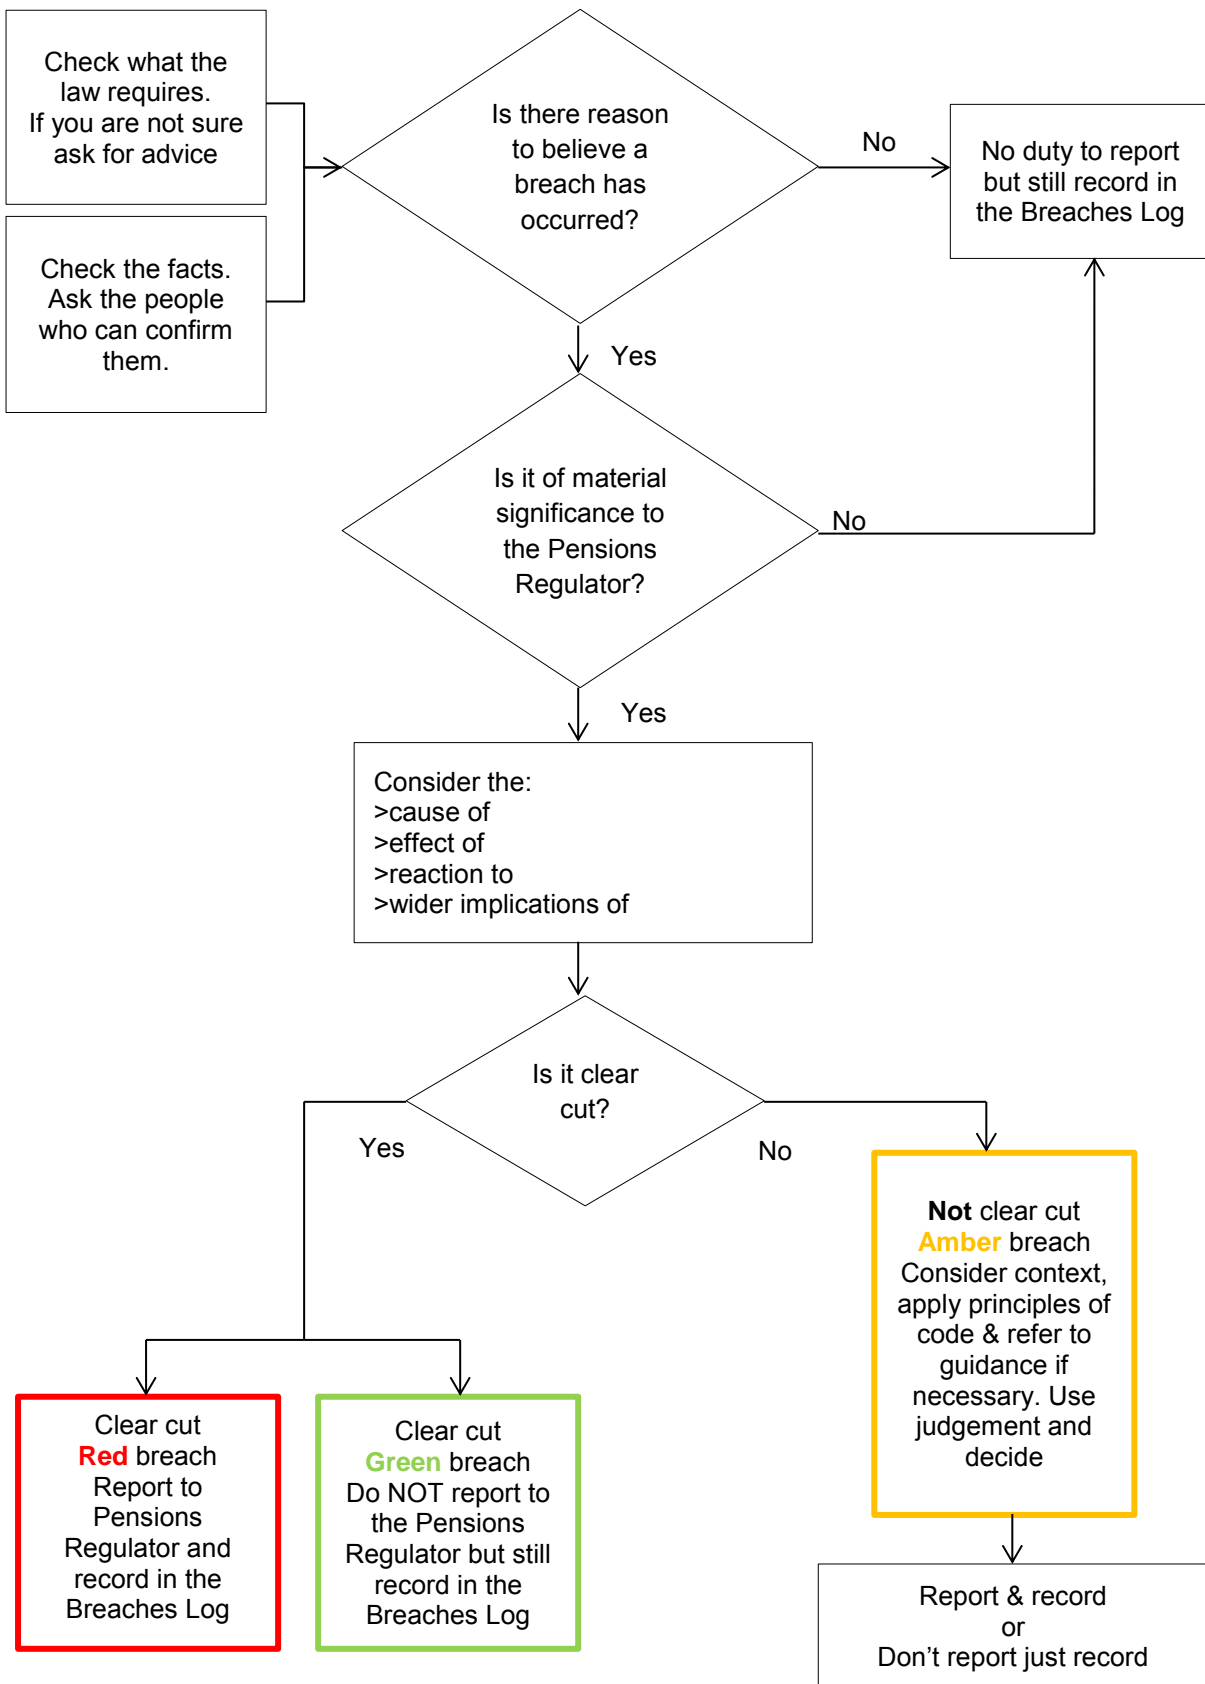 Check what the
law requires.
If you are not sure
ask for advice
Check the facts.
Ask the people
who can confirm
them.
Is there reason
to believe a
breach has
occurred?
No
No duty to report
but still record in
the Breaches Log
Yes
Is it of material
significance to
the Pensions
Regulator?
No
Yes
Consider the:
>cause of
>effect of
>reaction to
>wider implications of
Is it clear
cut?
Yes
No
Clear cut
Red breach
Report to
Pensions
Regulator and
record in the
Breaches Log
Clear cut
Green breach
Do NOT report to
the Pensions
Regulator but still
record in the
Breaches Log
Not clear cut
Amber breach
Consider context,
apply principles of
code & refer to
guidance if
necessary. Use
judgement and
decide
Report & record
or
Don’t report just record